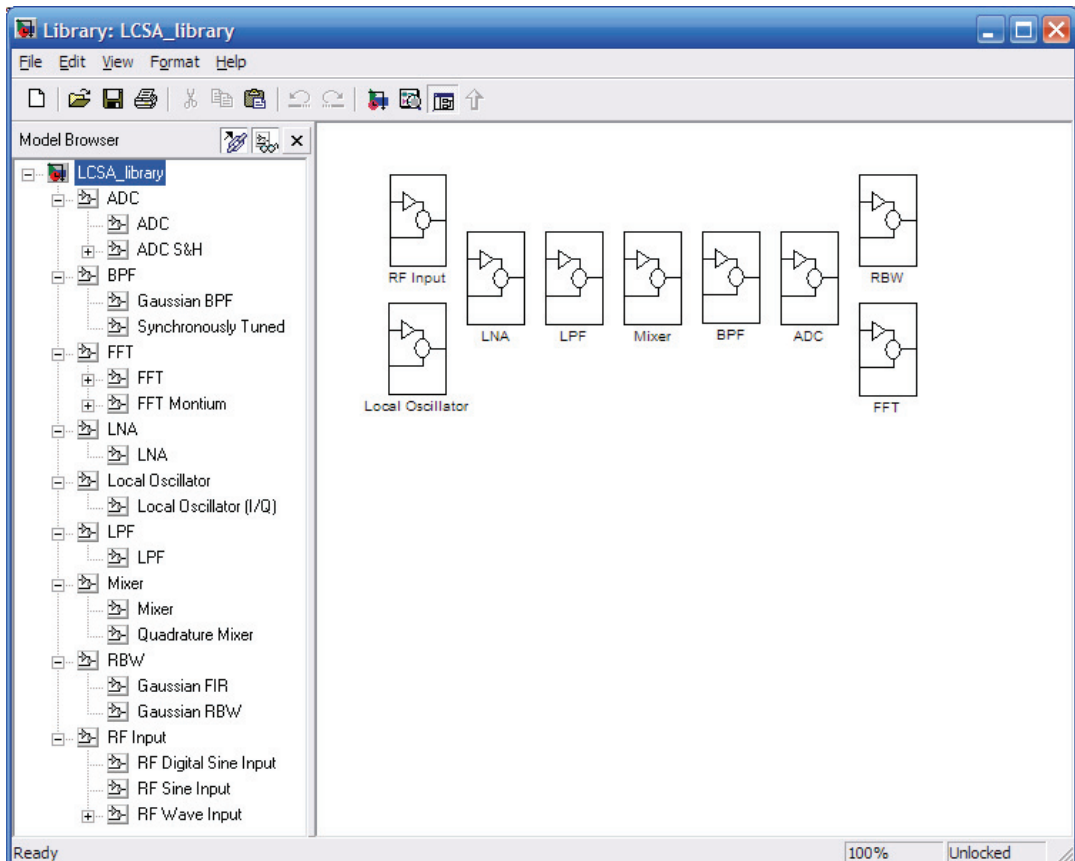 Library: LCSA_library
File Edit View Format Help
Model Browser
LCSA_library
ADC
ADC
ADC S&H
BPF
Gaussian BPF
Synchronously Tuned
FFT
FFT
FFT Montium
LNA
LNA
Local Oscillator
Local Oscillator (I/Q)
LPF
LPF
Mixer
Mixer
Quadrature Mixer
RBW
Gaussian FIR
Gaussian RBW
RF Input
RF Digital Sine Input
RF Sine Input
RF Wave Input
RF Input
RBW
LNA
LPF
Mixer
BPF
ADC
Local Oscillator
FFT
Ready
100%
Unlocked